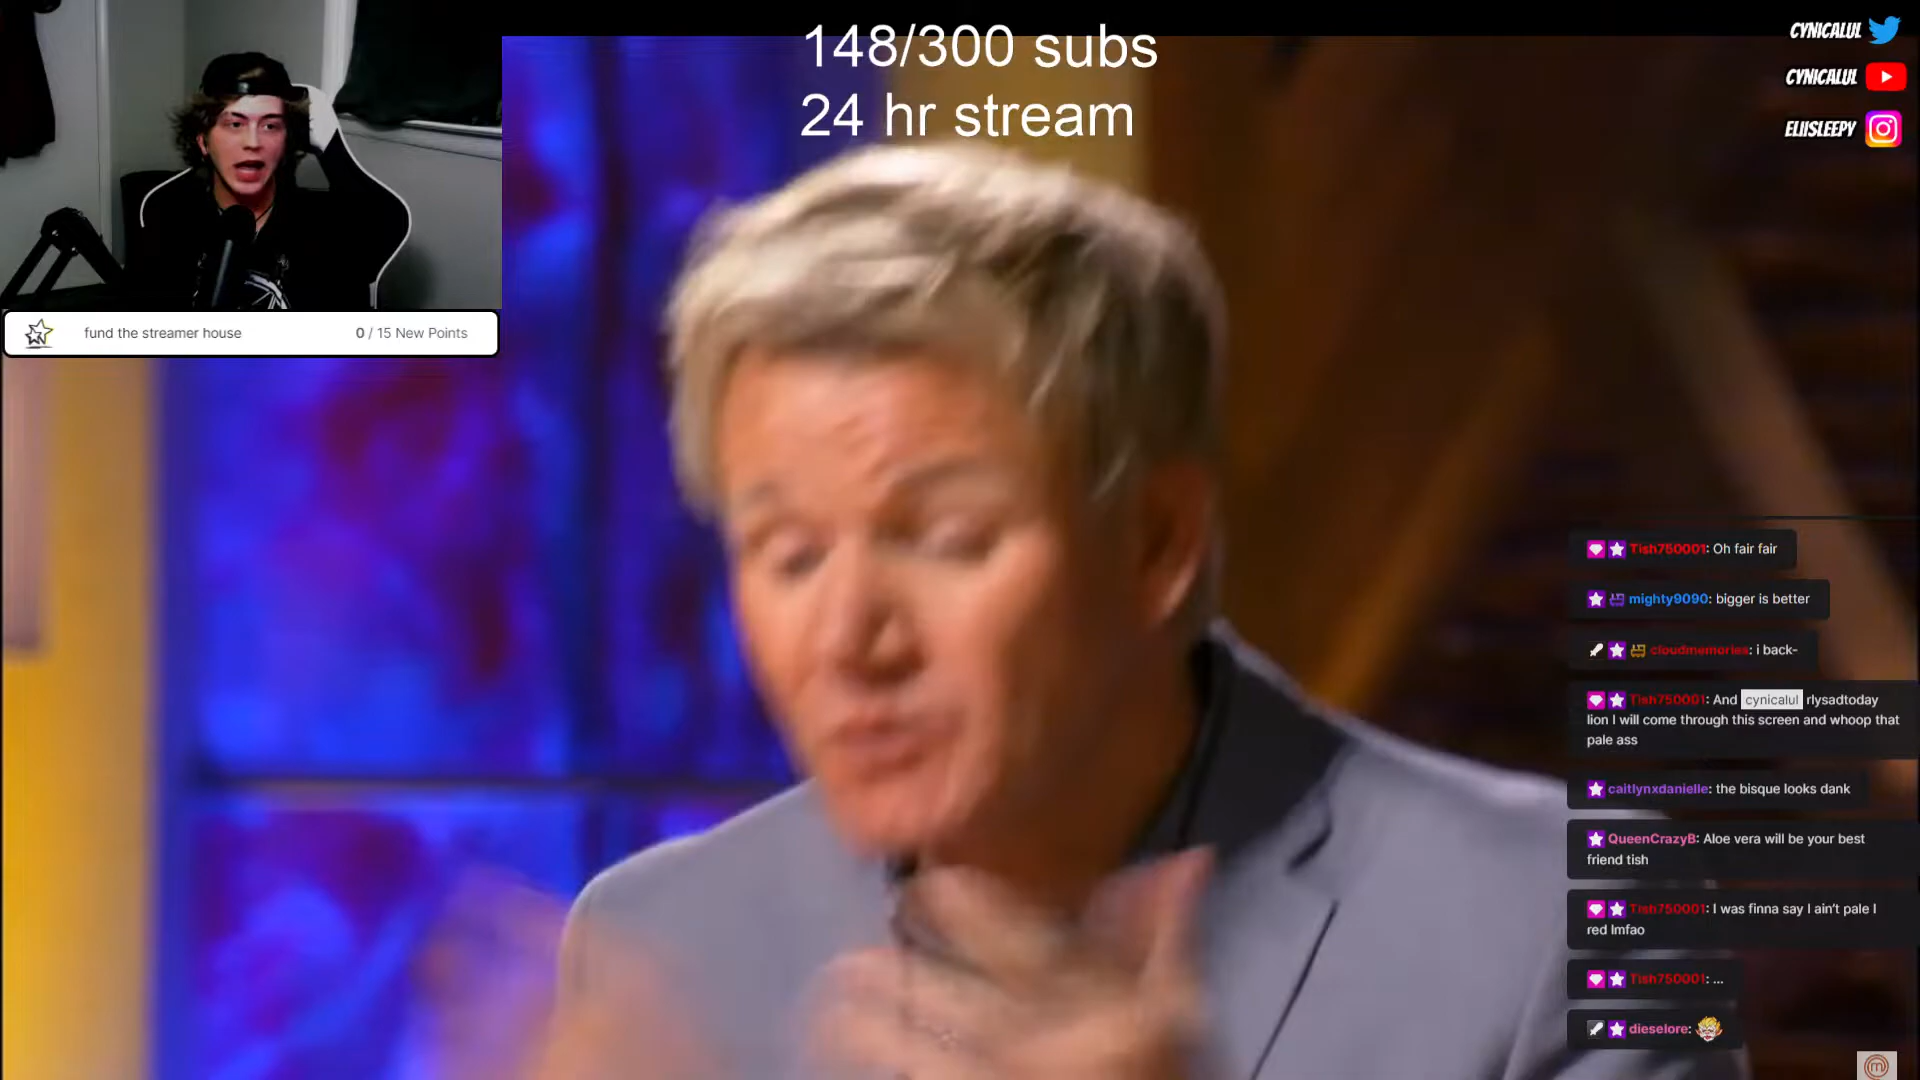 148/300 subs
24 hr stream
CYNICALUL
CYNICALUL
ELIISLEEPY
fund the streamer house 0 / 15 New Points
Tish750001: Oh fair fair
mighty9090: bigger is better
cloudmemories: i back-
Tish750001: And cynicalul rlysadtoday
lion I will come through this screen and whoop that
pale ass
caitlynxdanielle: the bisque looks dank
QueenCrazyB: Aloe vera will be your best
friend tish
Tish750001: I was finna say I ain't pale I
red lmfao
Tish750001: ...
dieselore: